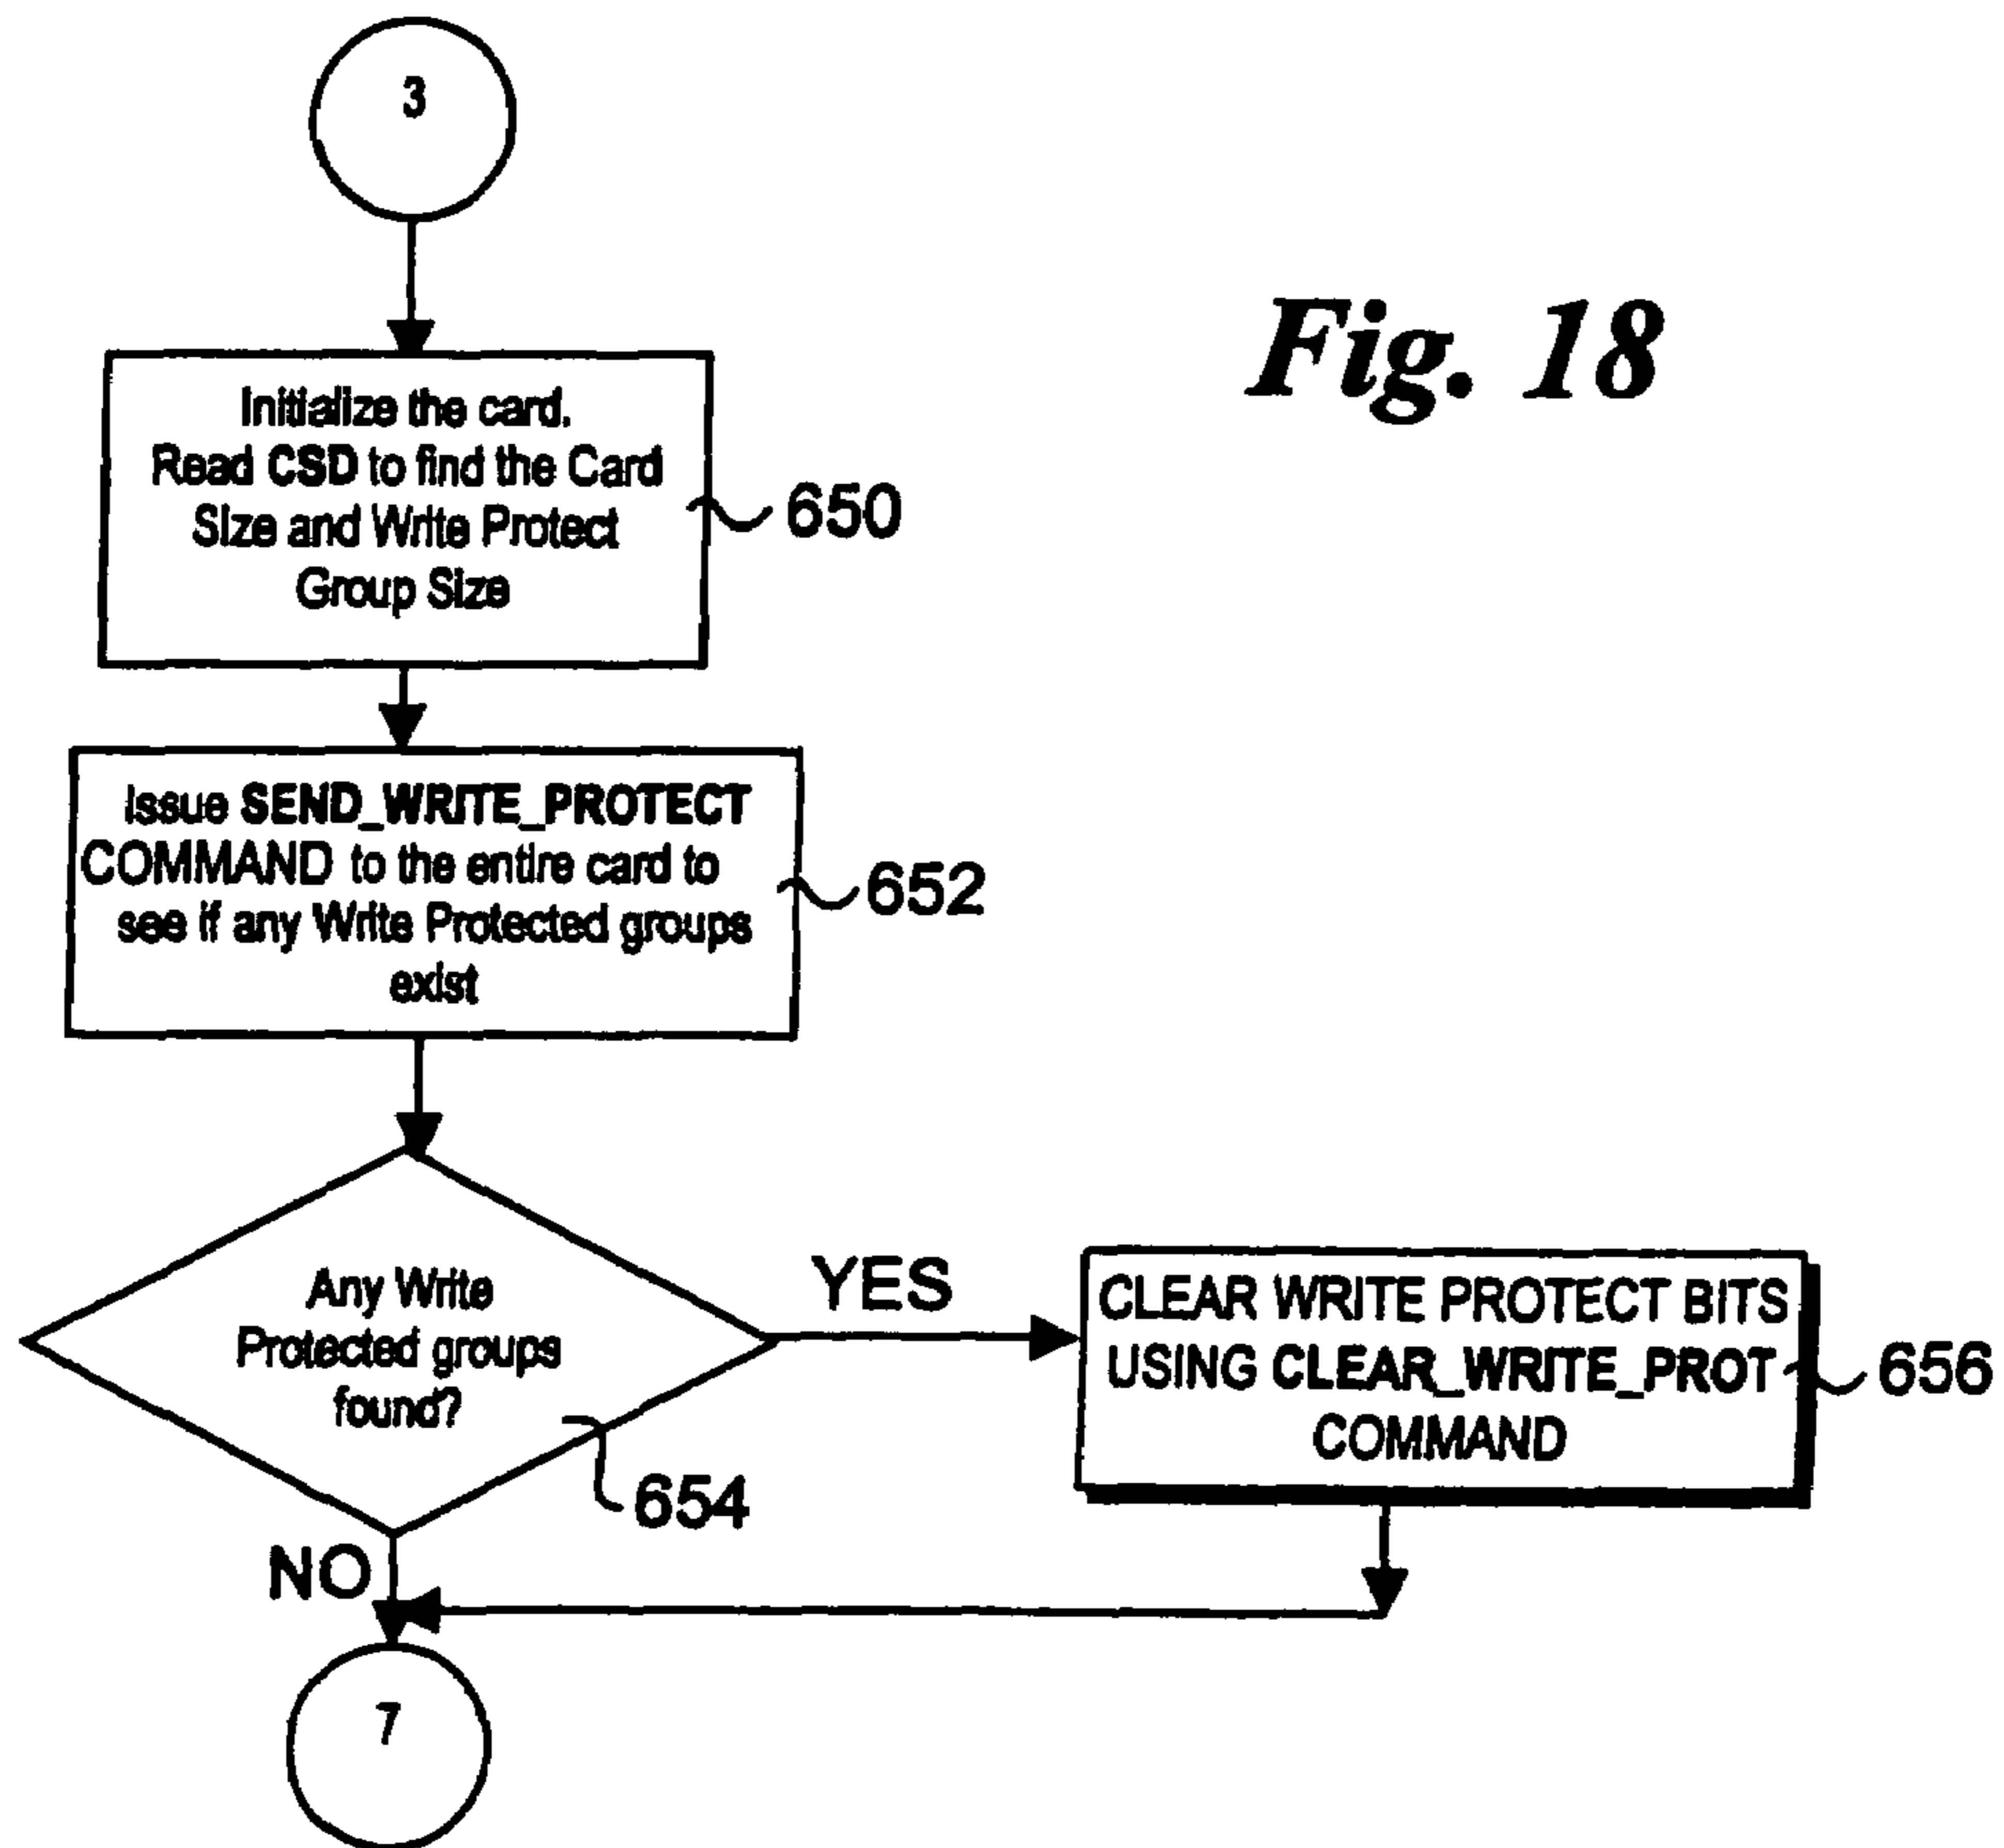 3
Fig. 18
Initialize the card.
Read CSD to find the Card
Size and Write Protect
Group Size
650
Issue SEND_WRITE_PROTECT
COMMAND to the entire card to
see if any Write Protected groups
exist
652
Any Write
Protected groups
found?
654
YES
CLEAR WRITE PROTECT BITS
USING CLEAR_WRITE_PROT
COMMAND
656
NO
7